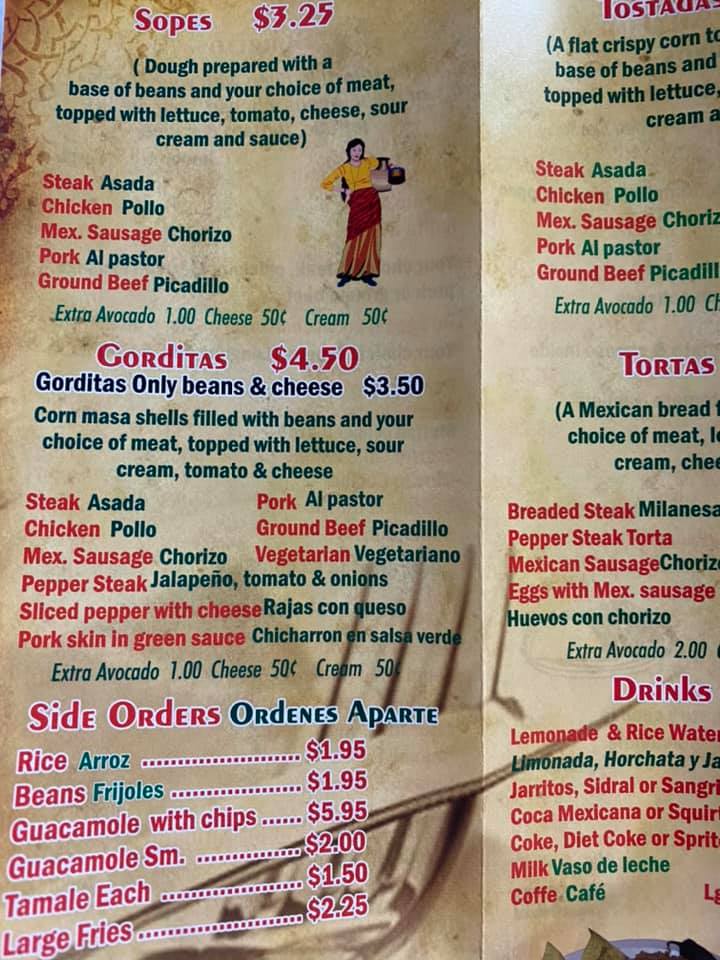 Sopes $3.25
( Dough prepared with a
base of beans and your choice of meat,
topped with lettuce, tomato, cheese, sour
cream and sauce)
Steak Asada
Chicken Pollo
Mex. Sausage Chorizo
Pork Al pastor
Ground Beef Picadillo
Extra Avocado 1.00 Cheese 50¢ Cream 50¢
Gorditas $4.50
Gorditas Only beans & cheese $3.50
Corn masa shells filled with beans and your
choice of meat, topped with lettuce, sour
cream, tomato & cheese
Steak Asada Pork Al pastor
Chicken Pollo Ground Beef Picadillo
Mex. Sausage Chorizo Vegetarian Vegetariano
Pepper Steak Jalapeño, tomato & onions
Sliced pepper with cheese Rajas con queso
Pork skin in green sauce Chicharron en salsa verde
Extra Avocado 1.00 Cheese 50¢ Cream 50¢
Side Orders Ordenes Aparte
Rice Arroz ........................ $1.95
Beans Frijoles ................... $1.95
Guacamole with chips ...... $5.95
Guacamole Sm. ............... $2.00
Tamale Each .................... $1.50
Large Fries ....................... $2.25
Tostadas
(A flat crispy corn
base of beans and
topped with lettuce,
cream
Steak Asada
Chicken Pollo
Mex. Sausage
Pork Al pastor
Ground Beef
Extra Avocado 1.00
Tortas
(A Mexican bread
choice of meat,
cream,
Breaded Steak Milanesa
Pepper Steak Torta
Mexican Sausage
Eggs with Mex. sausage
Huevos con chorizo
Extra Avocado 2.00
Drinks
Lemonade & Rice Water
Limonada, Horchata y
Jarritos, Sidral or
Coca Mexicana or
Coke, Diet Coke or
Milk Vaso de leche
Coffe Café